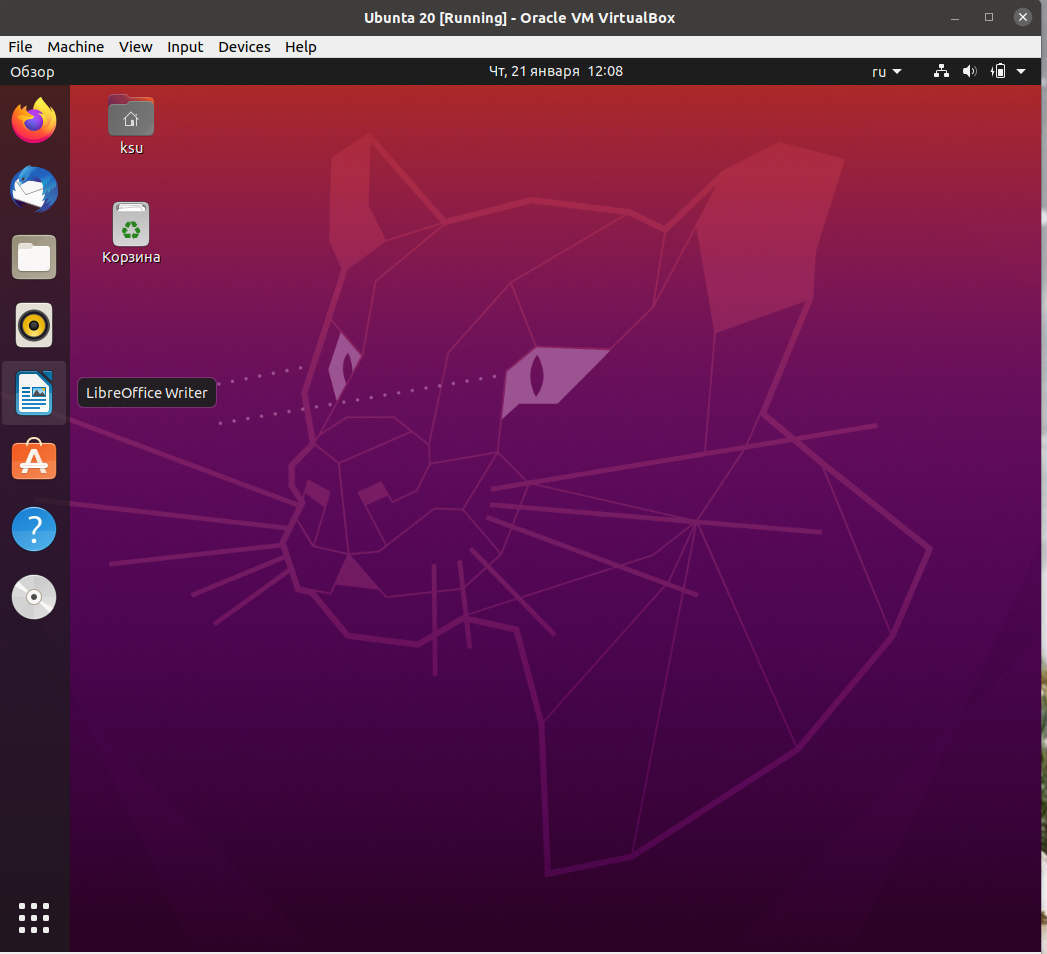 Ubunta 20 [Running] - Oracle VM VirtualBox
File Machine View Input Devices Help
Обзор Чт, 21 января 12:08 ru
ksu
Корзина
LibreOffice Writer